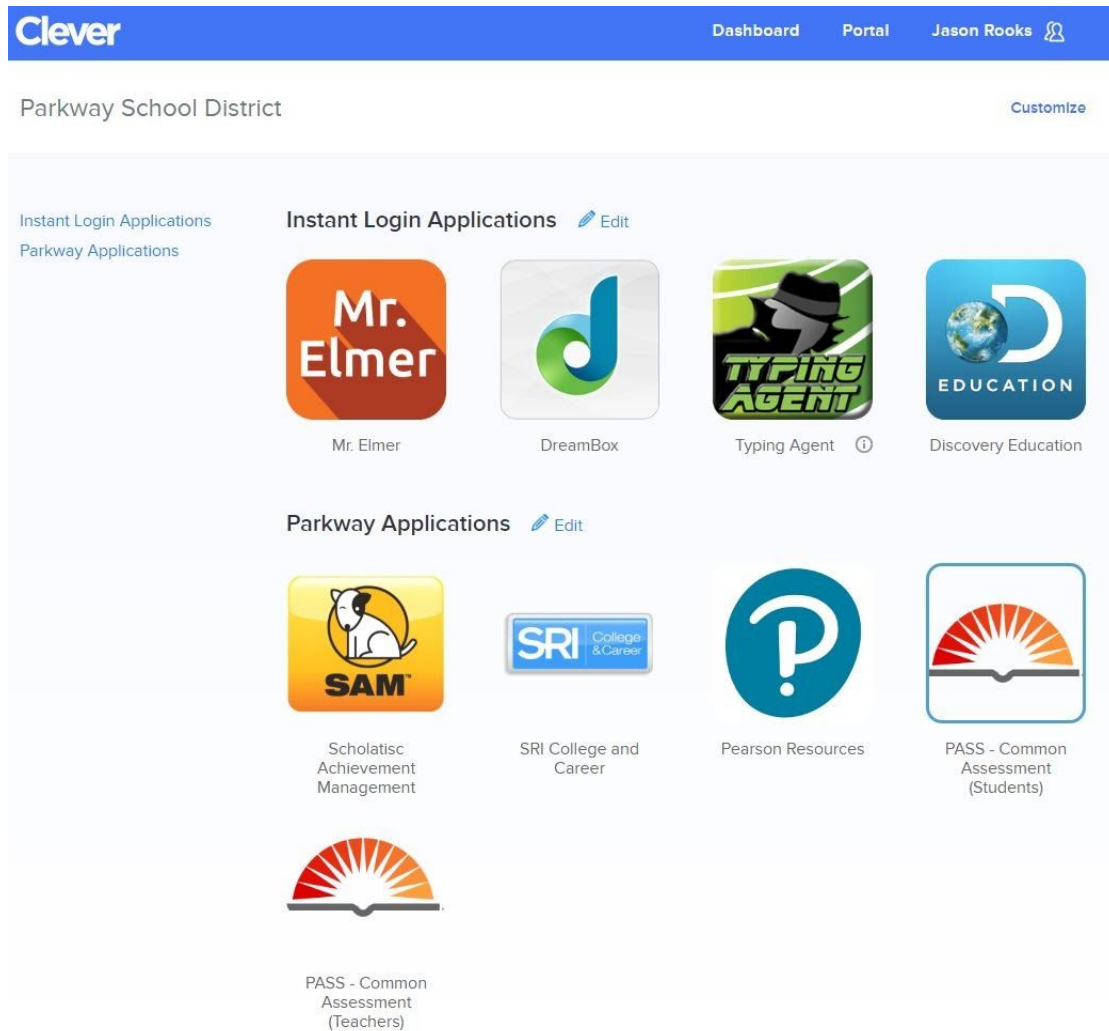 Clever
Dashboard Portal Jason Rooks
Parkway School District
Customize
Instant Login Applications
Parkway Applications
Instant Login Applications Edit
Mr.
Elmer
TYPING
AGENT
EDUCATION
Mr. Elmer
DreamBox
Typing Agent
Discovery Education
Parkway Applications Edit
SAM™
SRI College
& Career
Scholatisc
Achievement
Management
SRI College and
Career
Pearson Resources
PASS - Common
Assessment
(Students)
PASS - Common
Assessment
(Teachers)